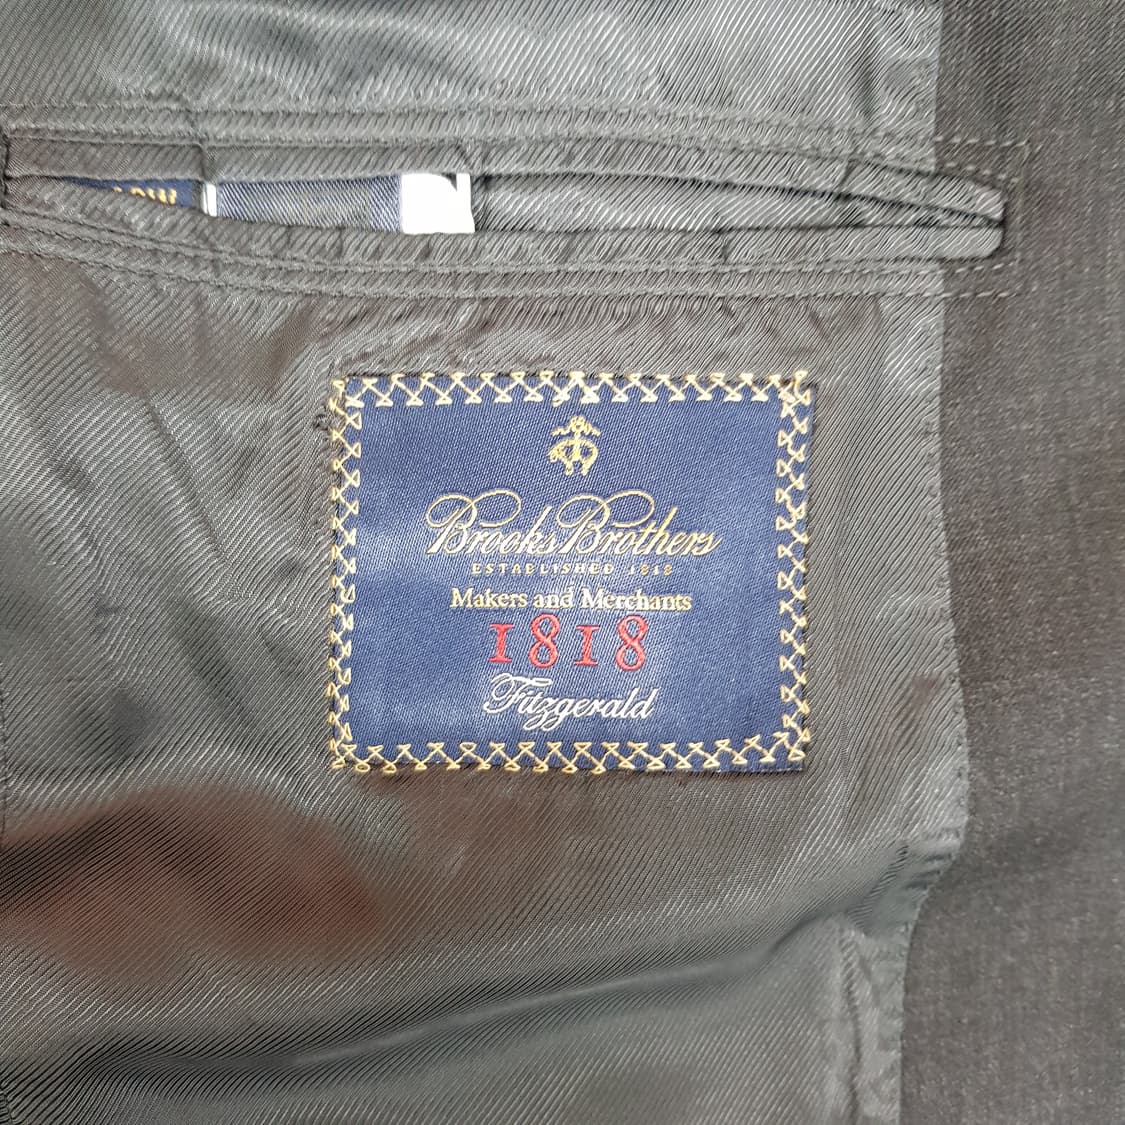 Brooks Brothers
ESTABLISHED 1818
Makers and Merchants
1818
Fitzgerald